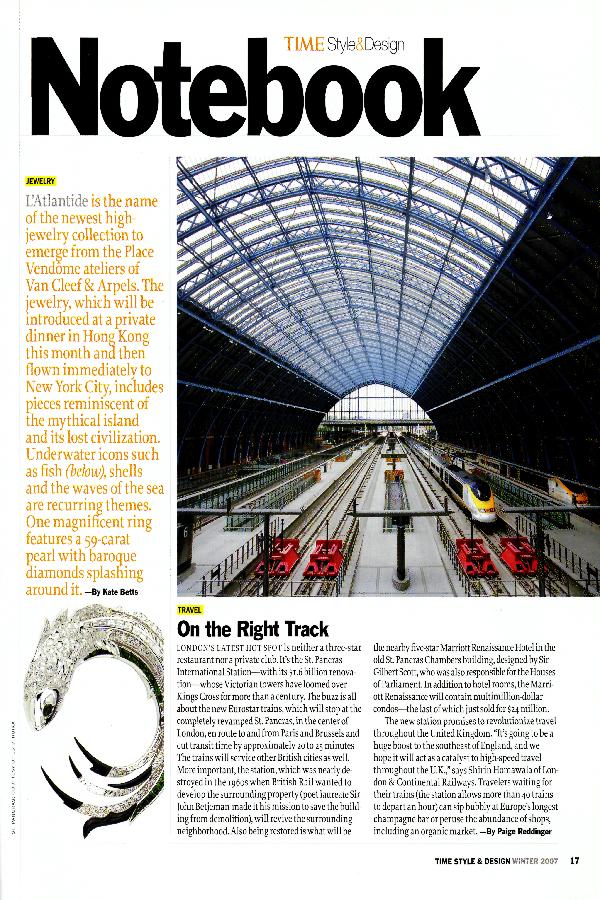 TIME Style&Design
Notebook
JEWELRY
L'Atlantide is the name
of the newest high
jewelry collection to
emerge from the Place
Vendôme ateliers of
Van Cleef & Arpels. The
jewelry, which will be
introduced at a private
dinner in Hong Kong
this month and then
flown immediately to
New York City, includes
pieces reminiscent of
the mythical island
and its lost civilization.
Underwater icons such
as fish (below), shells
and the waves of the sea
are recurring themes.
One magnificent ring
features a 59-carat
pearl with baroque
diamonds splashing
around it. —By Kate Betts
TRAVEL
On the Right Track
LONDON'S LATEST HOT SPOT is neither a three-star
restaurant nor a private club. It's the St. Pancras
International Station—with its $1.6 billion renova-
tion—whose Victorian towers have loomed over
Kings Cross for more than a century. The buzz is all
about the new Eurostar trains, which will stop at the
completely revamped St. Pancras, in the center of
London, en route to and from Paris and Brussels and
cut transit time by approximately 20 to 25 minutes.
The trains will service other British cities as well.
More important, the station, which was nearly de-
stroyed in the 1960s when British Rail wanted to
develop the surrounding property (poet laureate Sir
John Betjeman made it his mission to save the build-
ing from demolition), will revive the surrounding
neighborhood. Also being restored is what will be
the nearby five-star Marriott Renaissance Hotel in the
old St. Pancras Chambers building, designed by Sir
Gilbert Scott, who was also responsible for the Houses
of Parliament. In addition to hotel rooms, the Marri-
ott Renaissance will contain multimillion-dollar
condos—the last of which just sold for $24 million.
The new station promises to revolutionize travel
throughout the United Kingdom. "It's going to be a
huge boost to the southeast of England, and we
hope it will act as a catalyst to high-speed travel
throughout the U.K.," says Shirin Homawala of Lon-
don & Continental Railways. Travelers waiting for
their trains (the station allows more than 40 trains
to depart an hour) can sip bubbly at Europe's longest
champagne bar or peruse the abundance of shops,
including an organic market. —By Paige Reddinger
TIME STYLE & DESIGN WINTER 2007 17